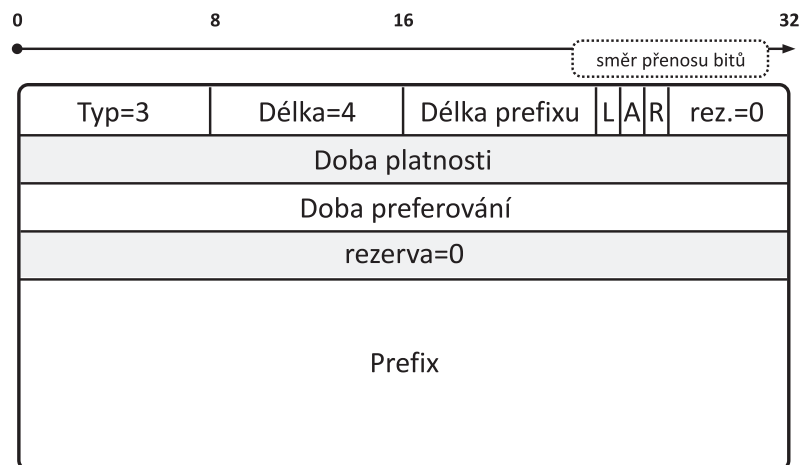 0 8 16 32
směr přenosu bitů
Typ=3 Délka=4 Délka prefixu L A R rez.=0
Doba platnosti
Doba preferování
rezerva=0
Prefix